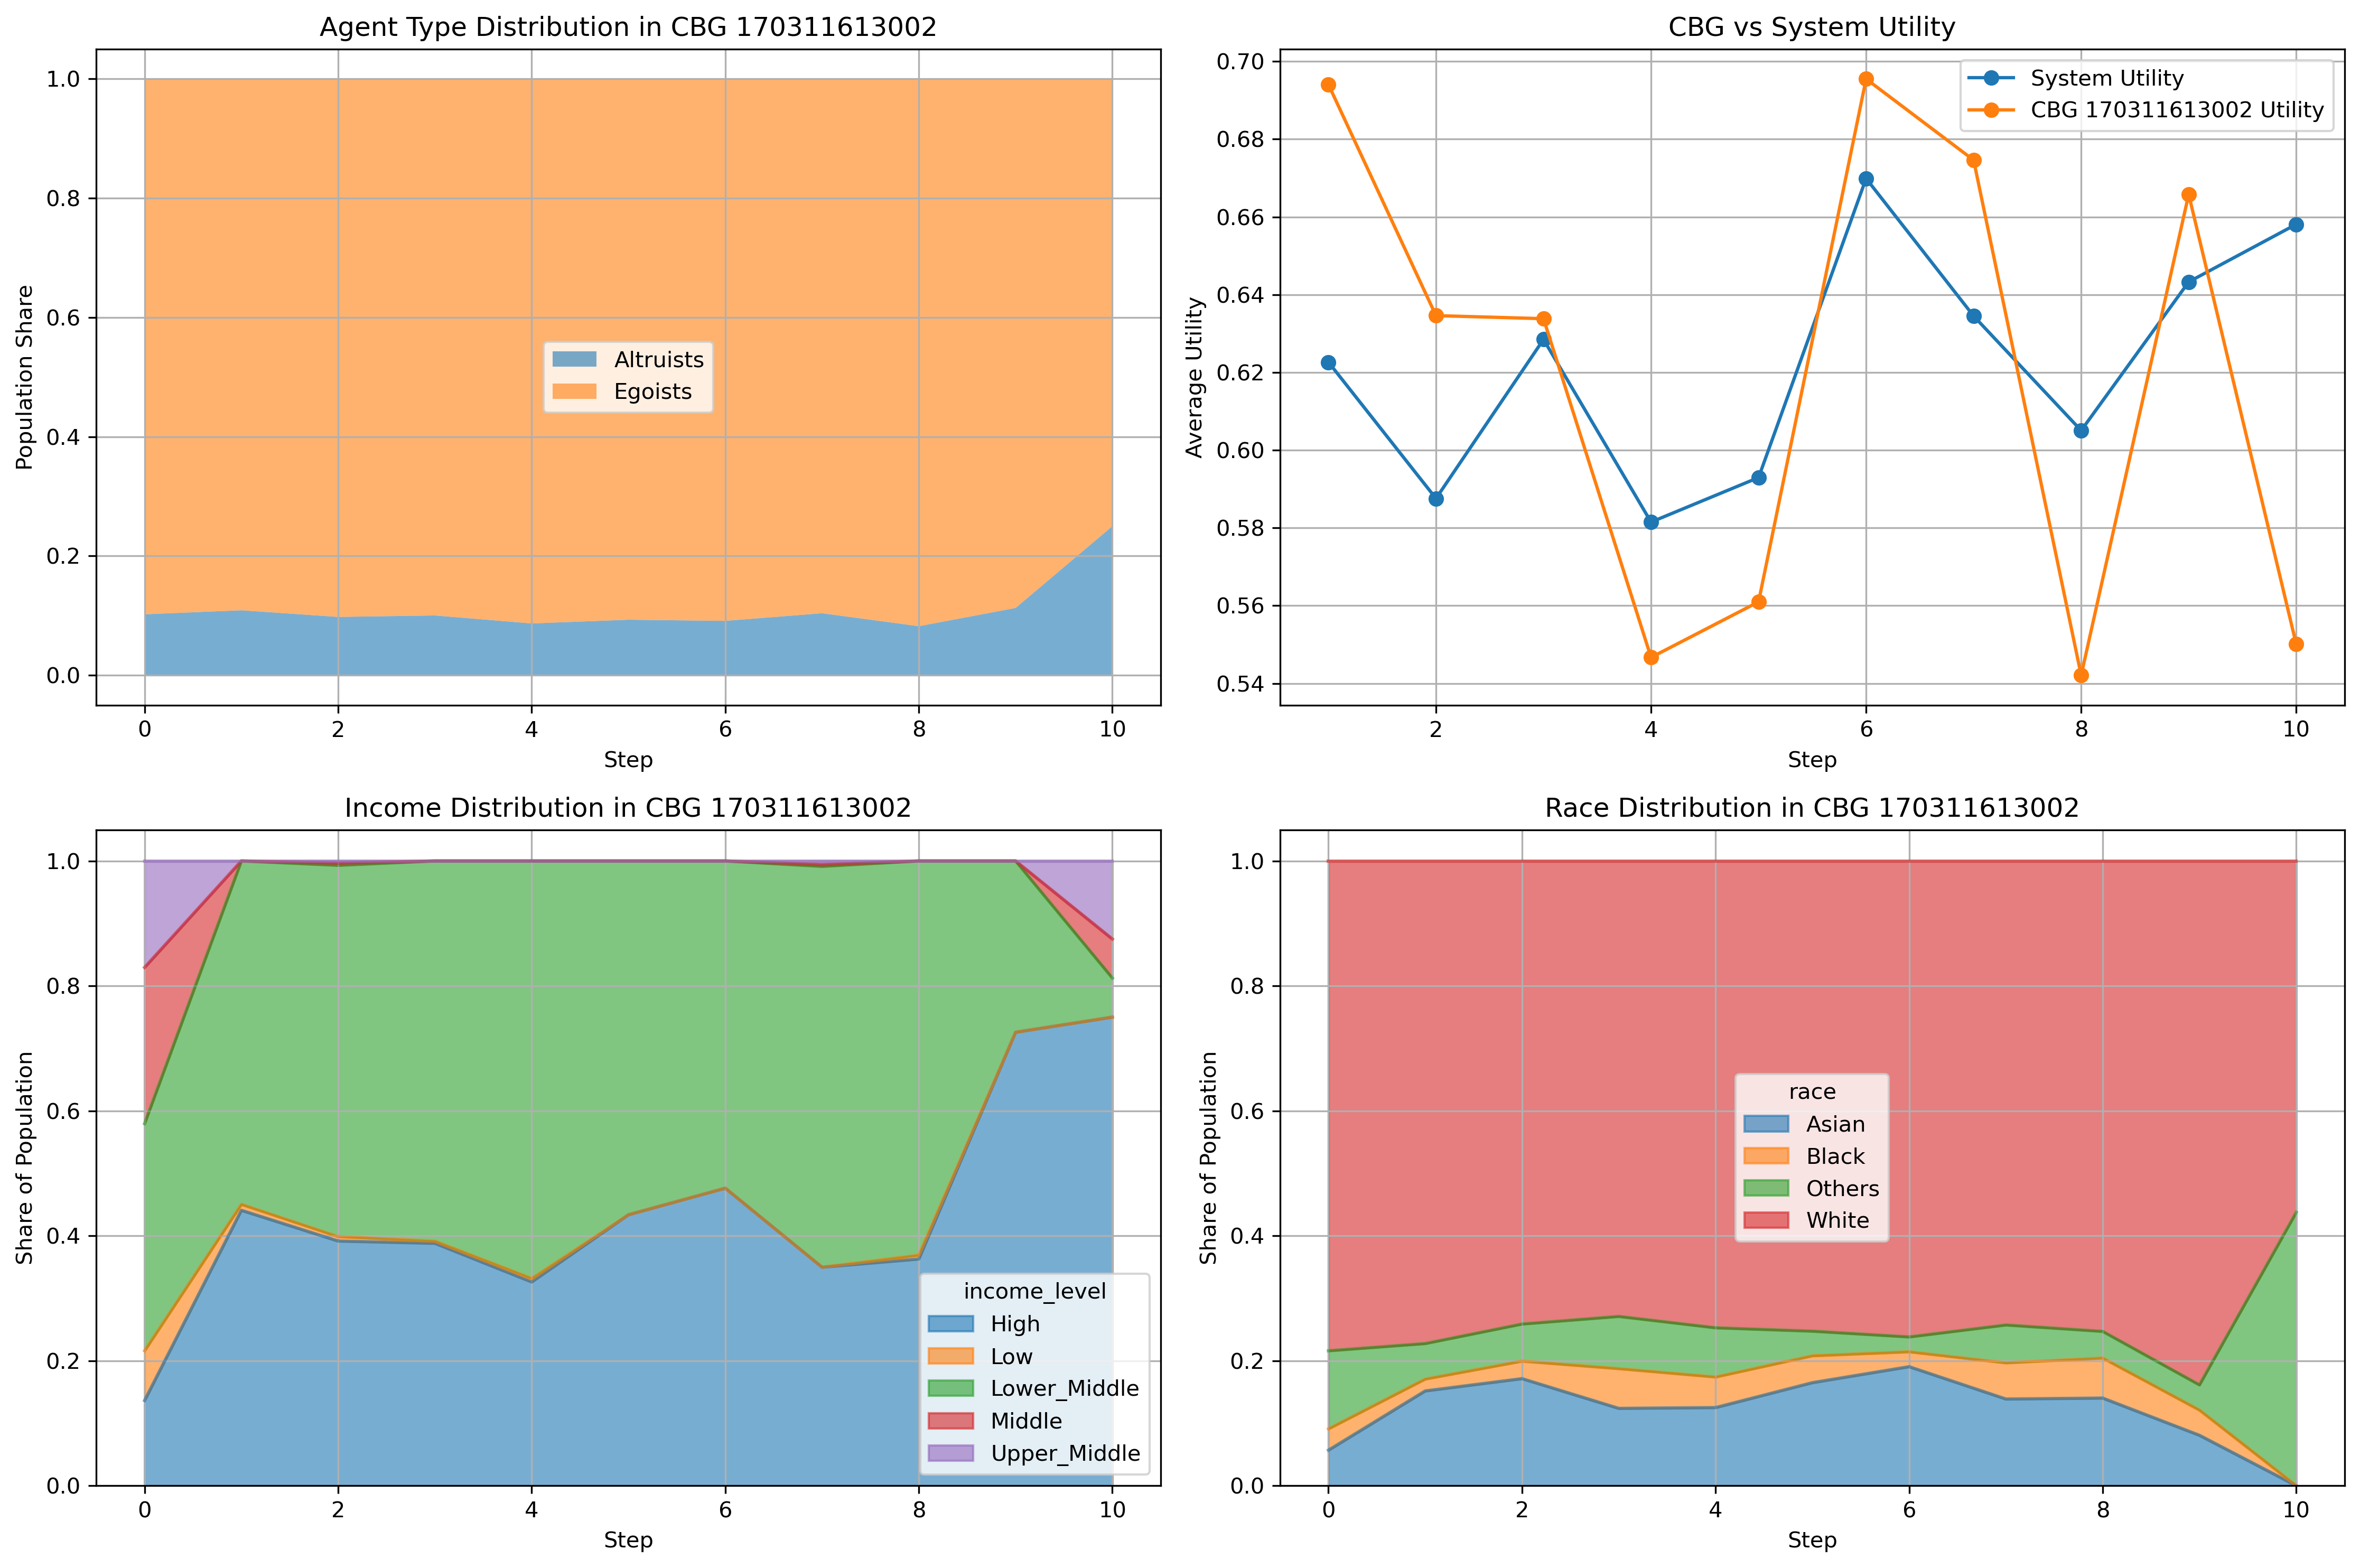 Agent Type Distribution in CBG 170311613002
1.0
0.8
0.6
0.4
0.2
0.0
Population Share
Altruists
Egoists
0 2 4 6 8 10
Step
CBG vs System Utility
0.70
0.68
0.66
0.64
0.62
0.60
0.58
0.56
0.54
Average Utility
System Utility
CBG 170311613002 Utility
2 4 6 8 10
Step
Income Distribution in CBG 170311613002
1.0
0.8
0.6
0.4
0.2
0.0
Share of Population
income_level
High
Low
Lower_Middle
Middle
Upper_Middle
0 2 4 6 8 10
Step
Race Distribution in CBG 170311613002
1.0
0.8
0.6
0.4
0.2
0.0
Share of Population
race
Asian
Black
Others
White
0 2 4 6 8 10
Step